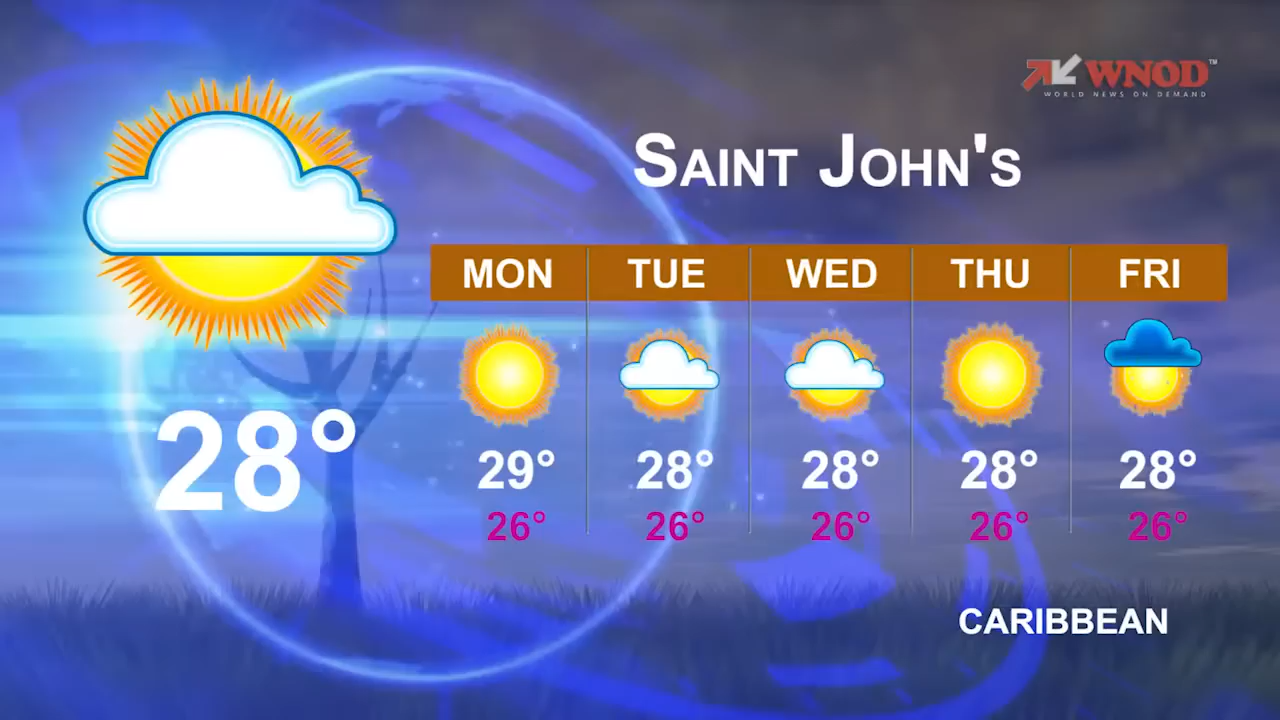 WNOD™
WORLD NEWS ON DEMAND
SAINT JOHN'S
MON TUE WED THU FRI
28°
29° 28° 28° 28° 28°
26° 26° 26° 26° 26°
CARIBBEAN